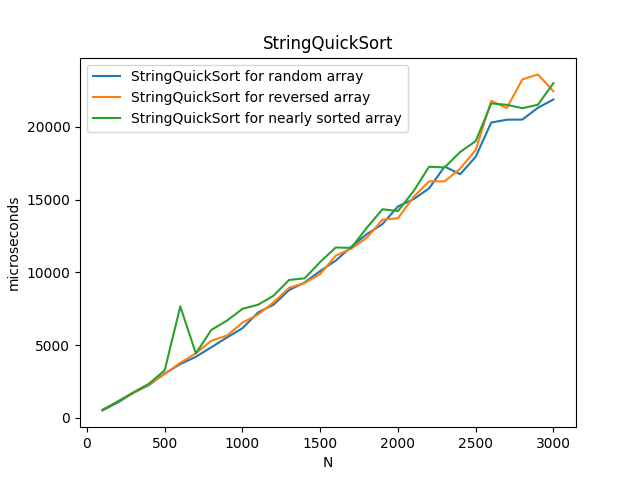 StringQuickSort
StringQuickSort for random array
StringQuickSort for reversed array
StringQuickSort for nearly sorted array
microseconds
20000
15000
10000
5000
0
0 500 1000 1500 2000 2500 3000
N